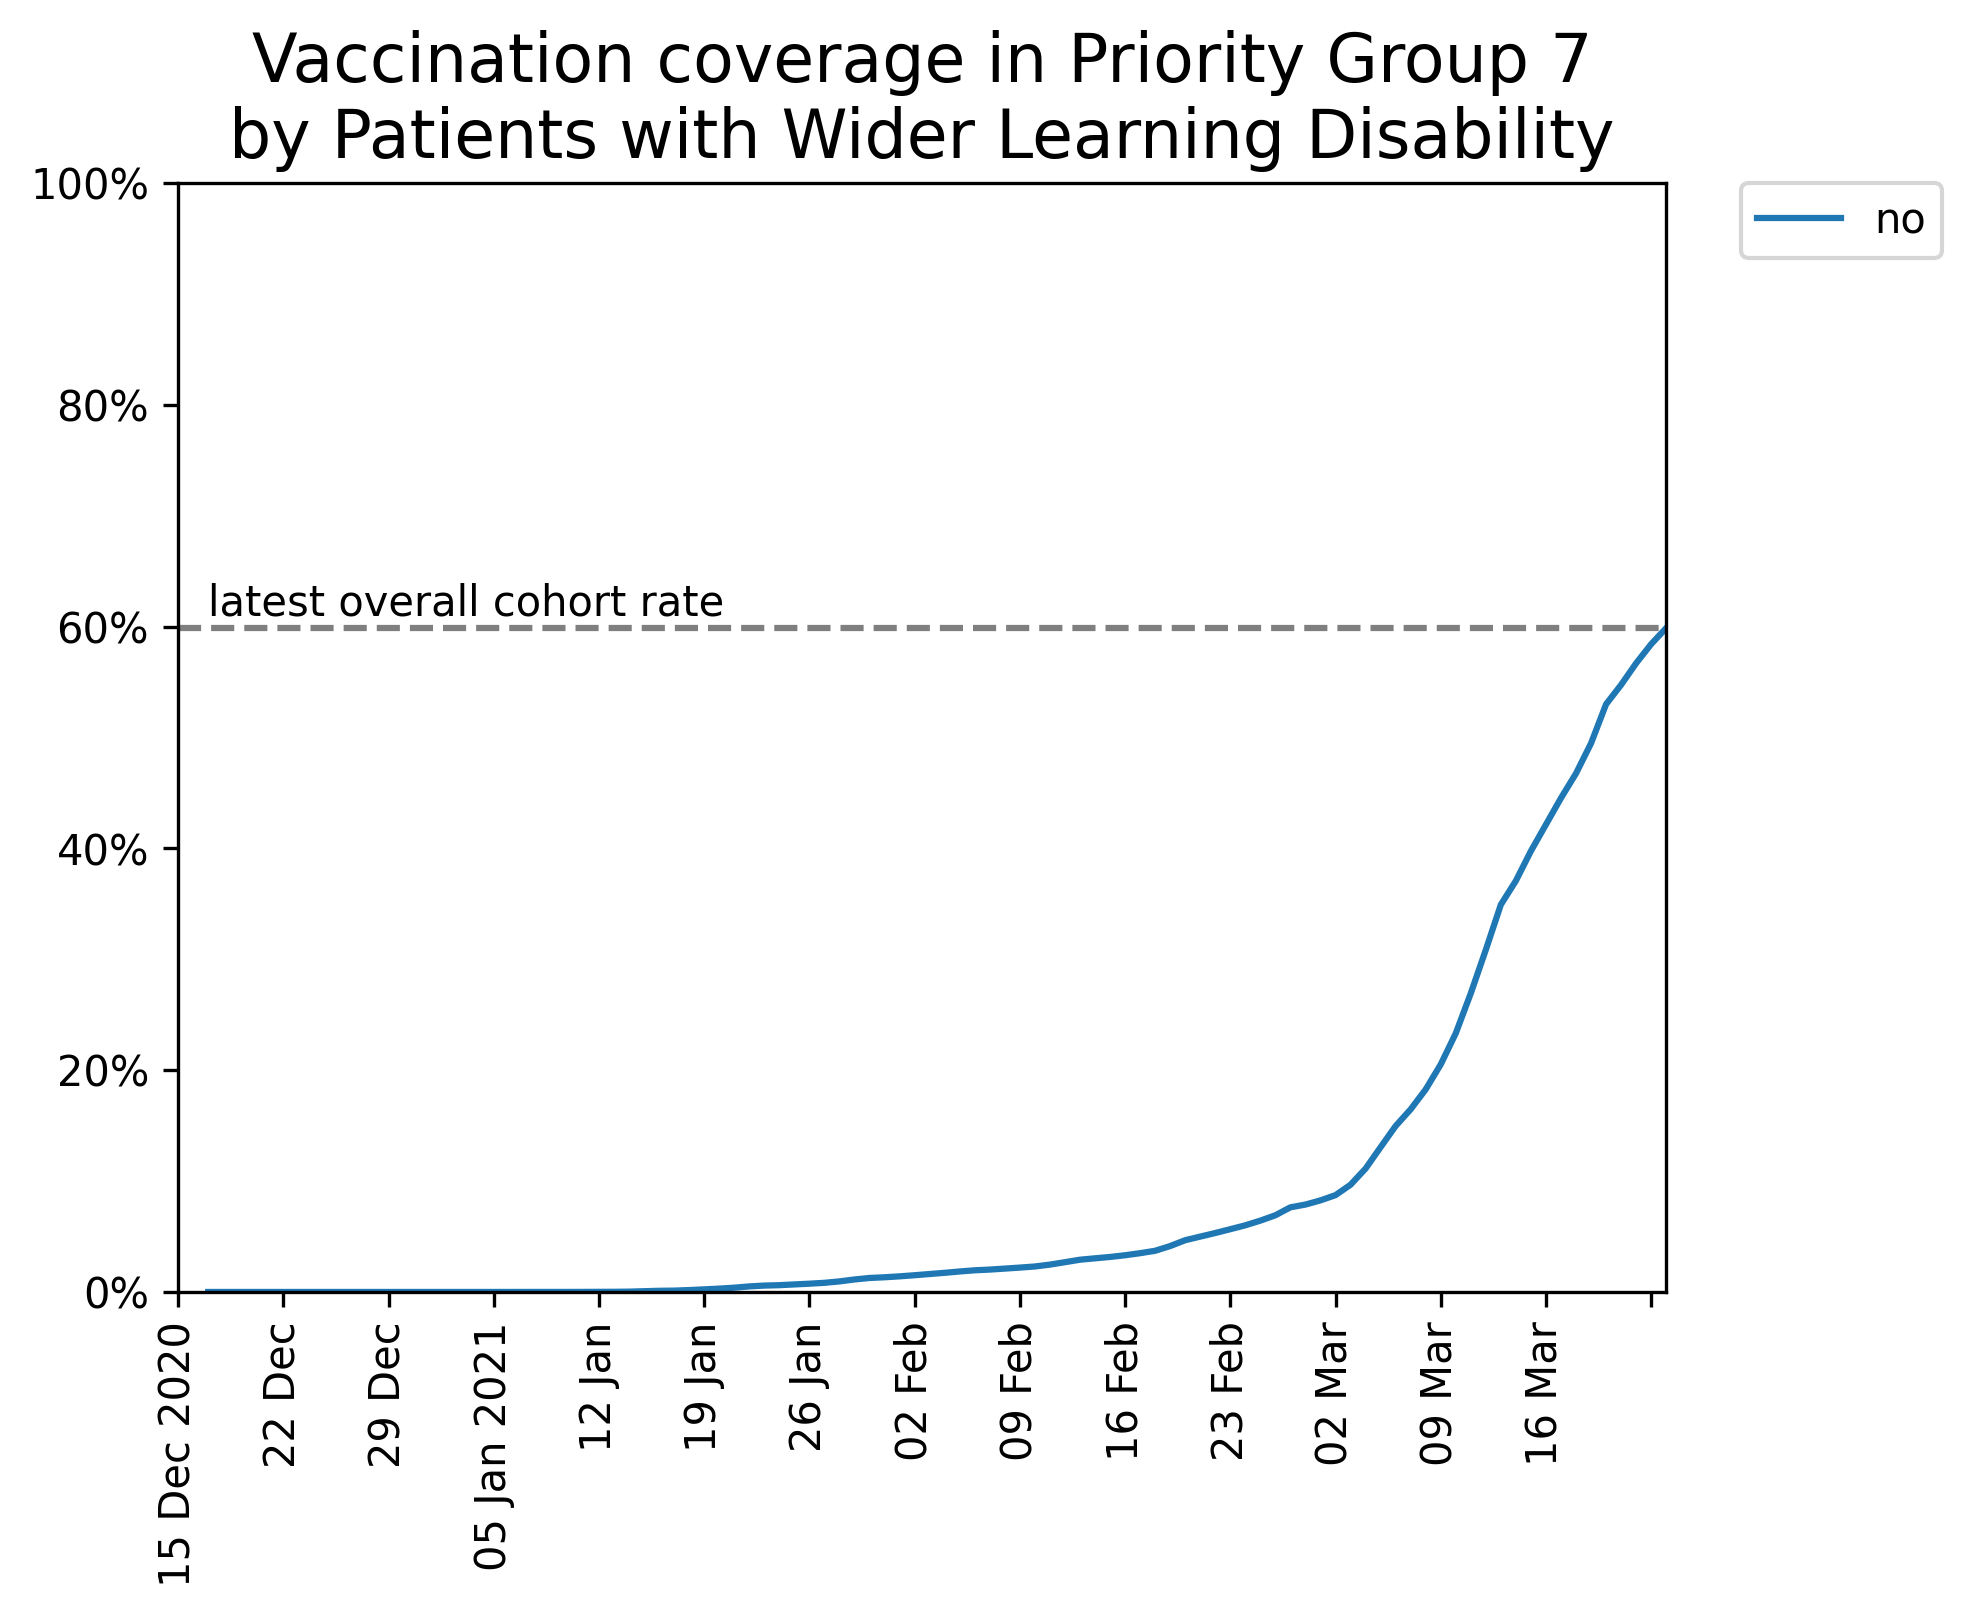 Vaccination coverage in Priority Group 7
by Patients with Wider Learning Disability
100%
80%
60%
40%
20%
0%
latest overall cohort rate
no
15 Dec 2020
22 Dec
29 Dec
05 Jan 2021
12 Jan
19 Jan
26 Jan
02 Feb
09 Feb
16 Feb
23 Feb
02 Mar
09 Mar
16 Mar